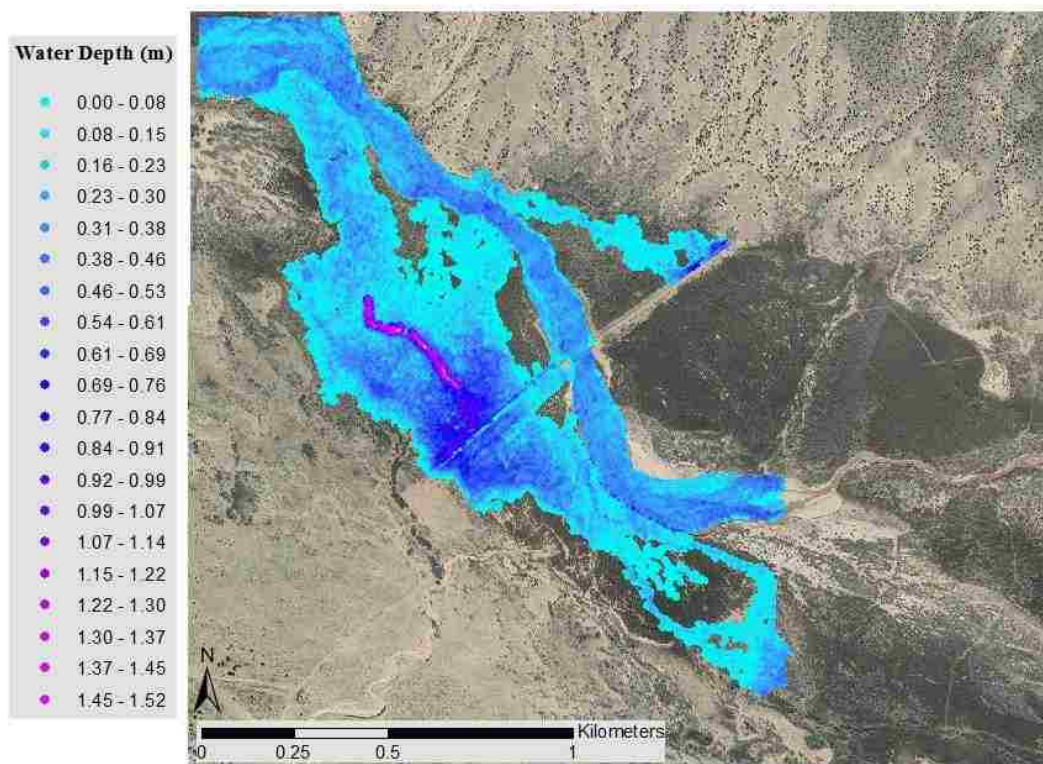 Water Depth (m)
0.00 - 0.08
0.08 - 0.15
0.16 - 0.23
0.23 - 0.30
0.31 - 0.38
0.38 - 0.46
0.46 - 0.53
0.54 - 0.61
0.61 - 0.69
0.69 - 0.76
0.77 - 0.84
0.84 - 0.91
0.92 - 0.99
0.99 - 1.07
1.07 - 1.14
1.15 - 1.22
1.22 - 1.30
1.30 - 1.37
1.37 - 1.45
1.45 - 1.52
N
Kilometers
0 0.25 0.5 1